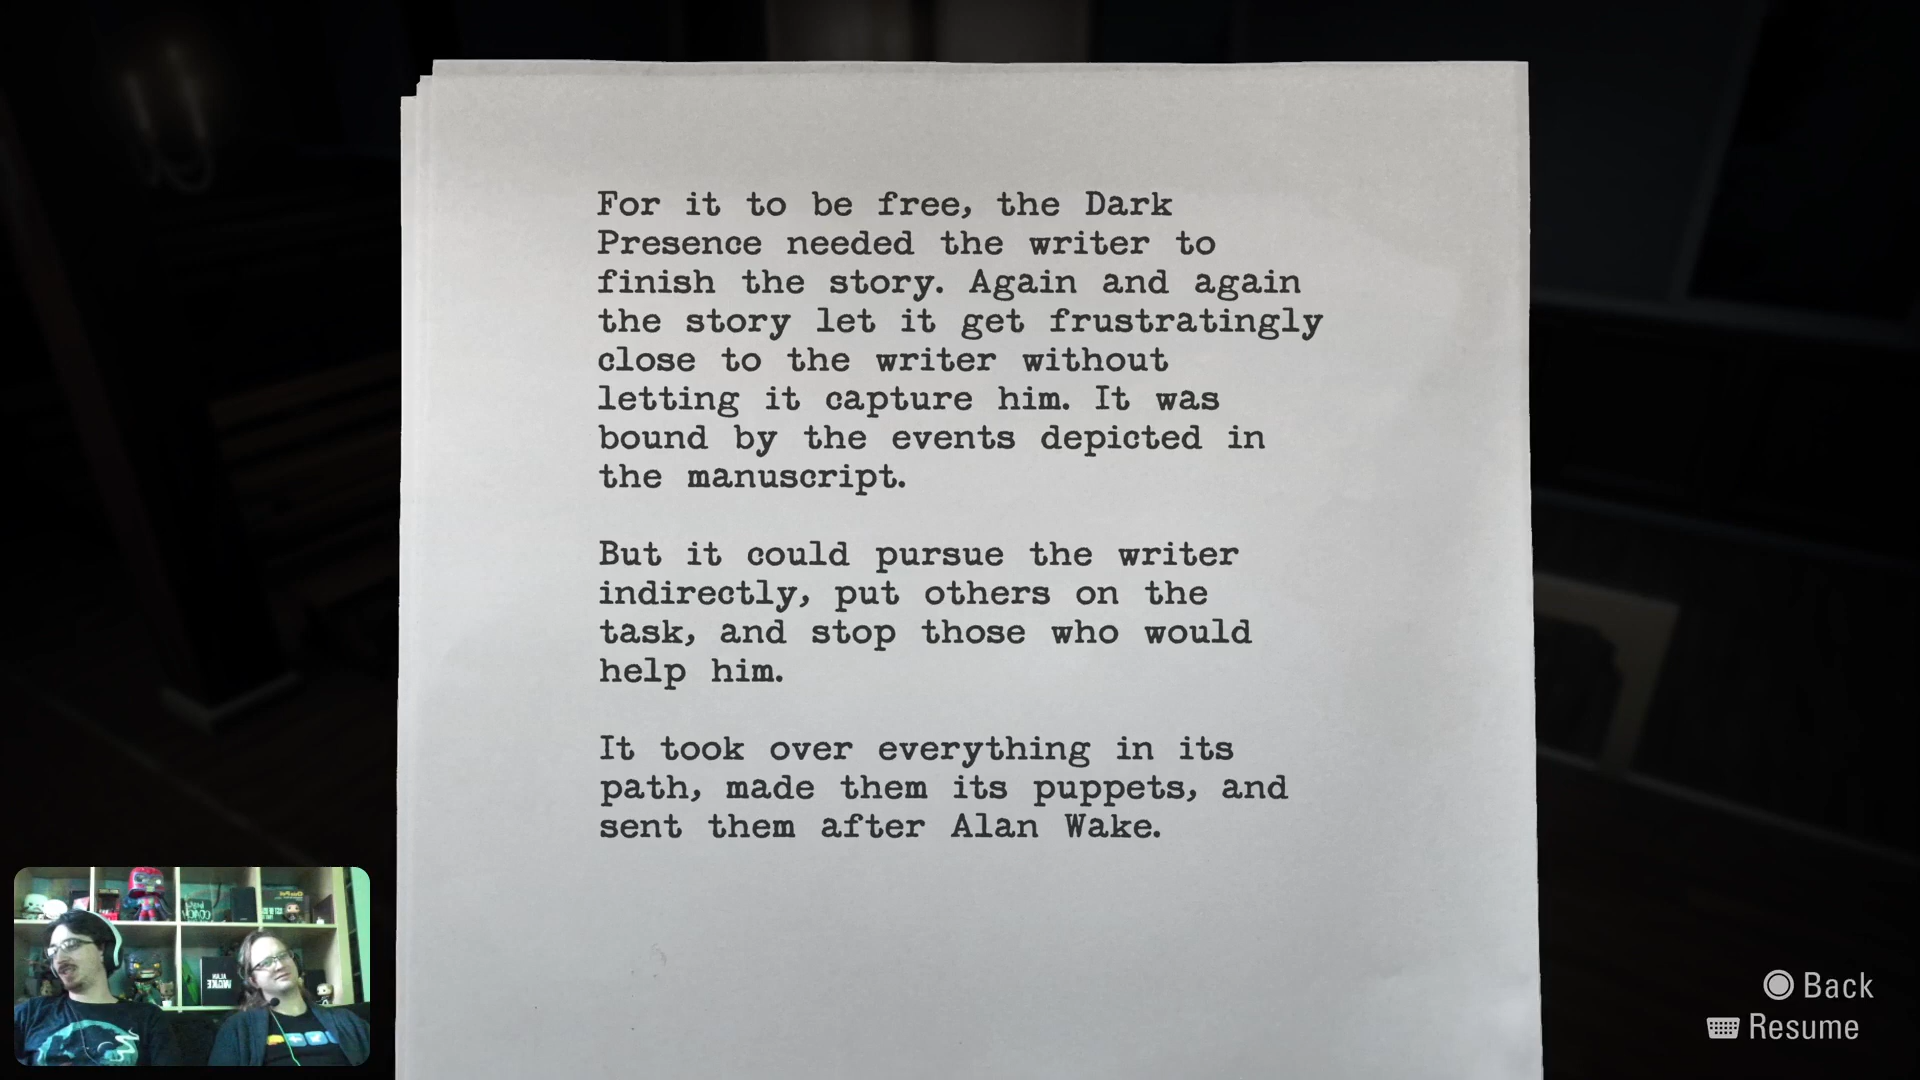 For it to be free, the Dark
Presence needed the writer to
finish the story. Again and again
the story let it get frustratingly
close to the writer without
letting it capture him. It was
bound by the events depicted in
the manuscript.
But it could pursue the writer
indirectly, put others on the
task, and stop those who would
help him.
It took over everything in its
path, made them its puppets, and
sent them after Alan Wake.
ALAN
WAKE
Back
Resume